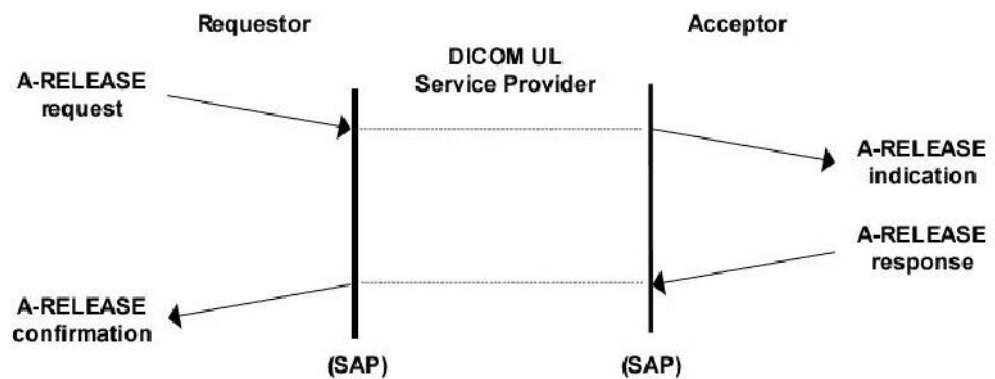 Requestor
Acceptor
DICOM UL
Service Provider
A-RELEASE
request
A-RELEASE
indication
A-RELEASE
response
A-RELEASE
confirmation
(SAP)
(SAP)